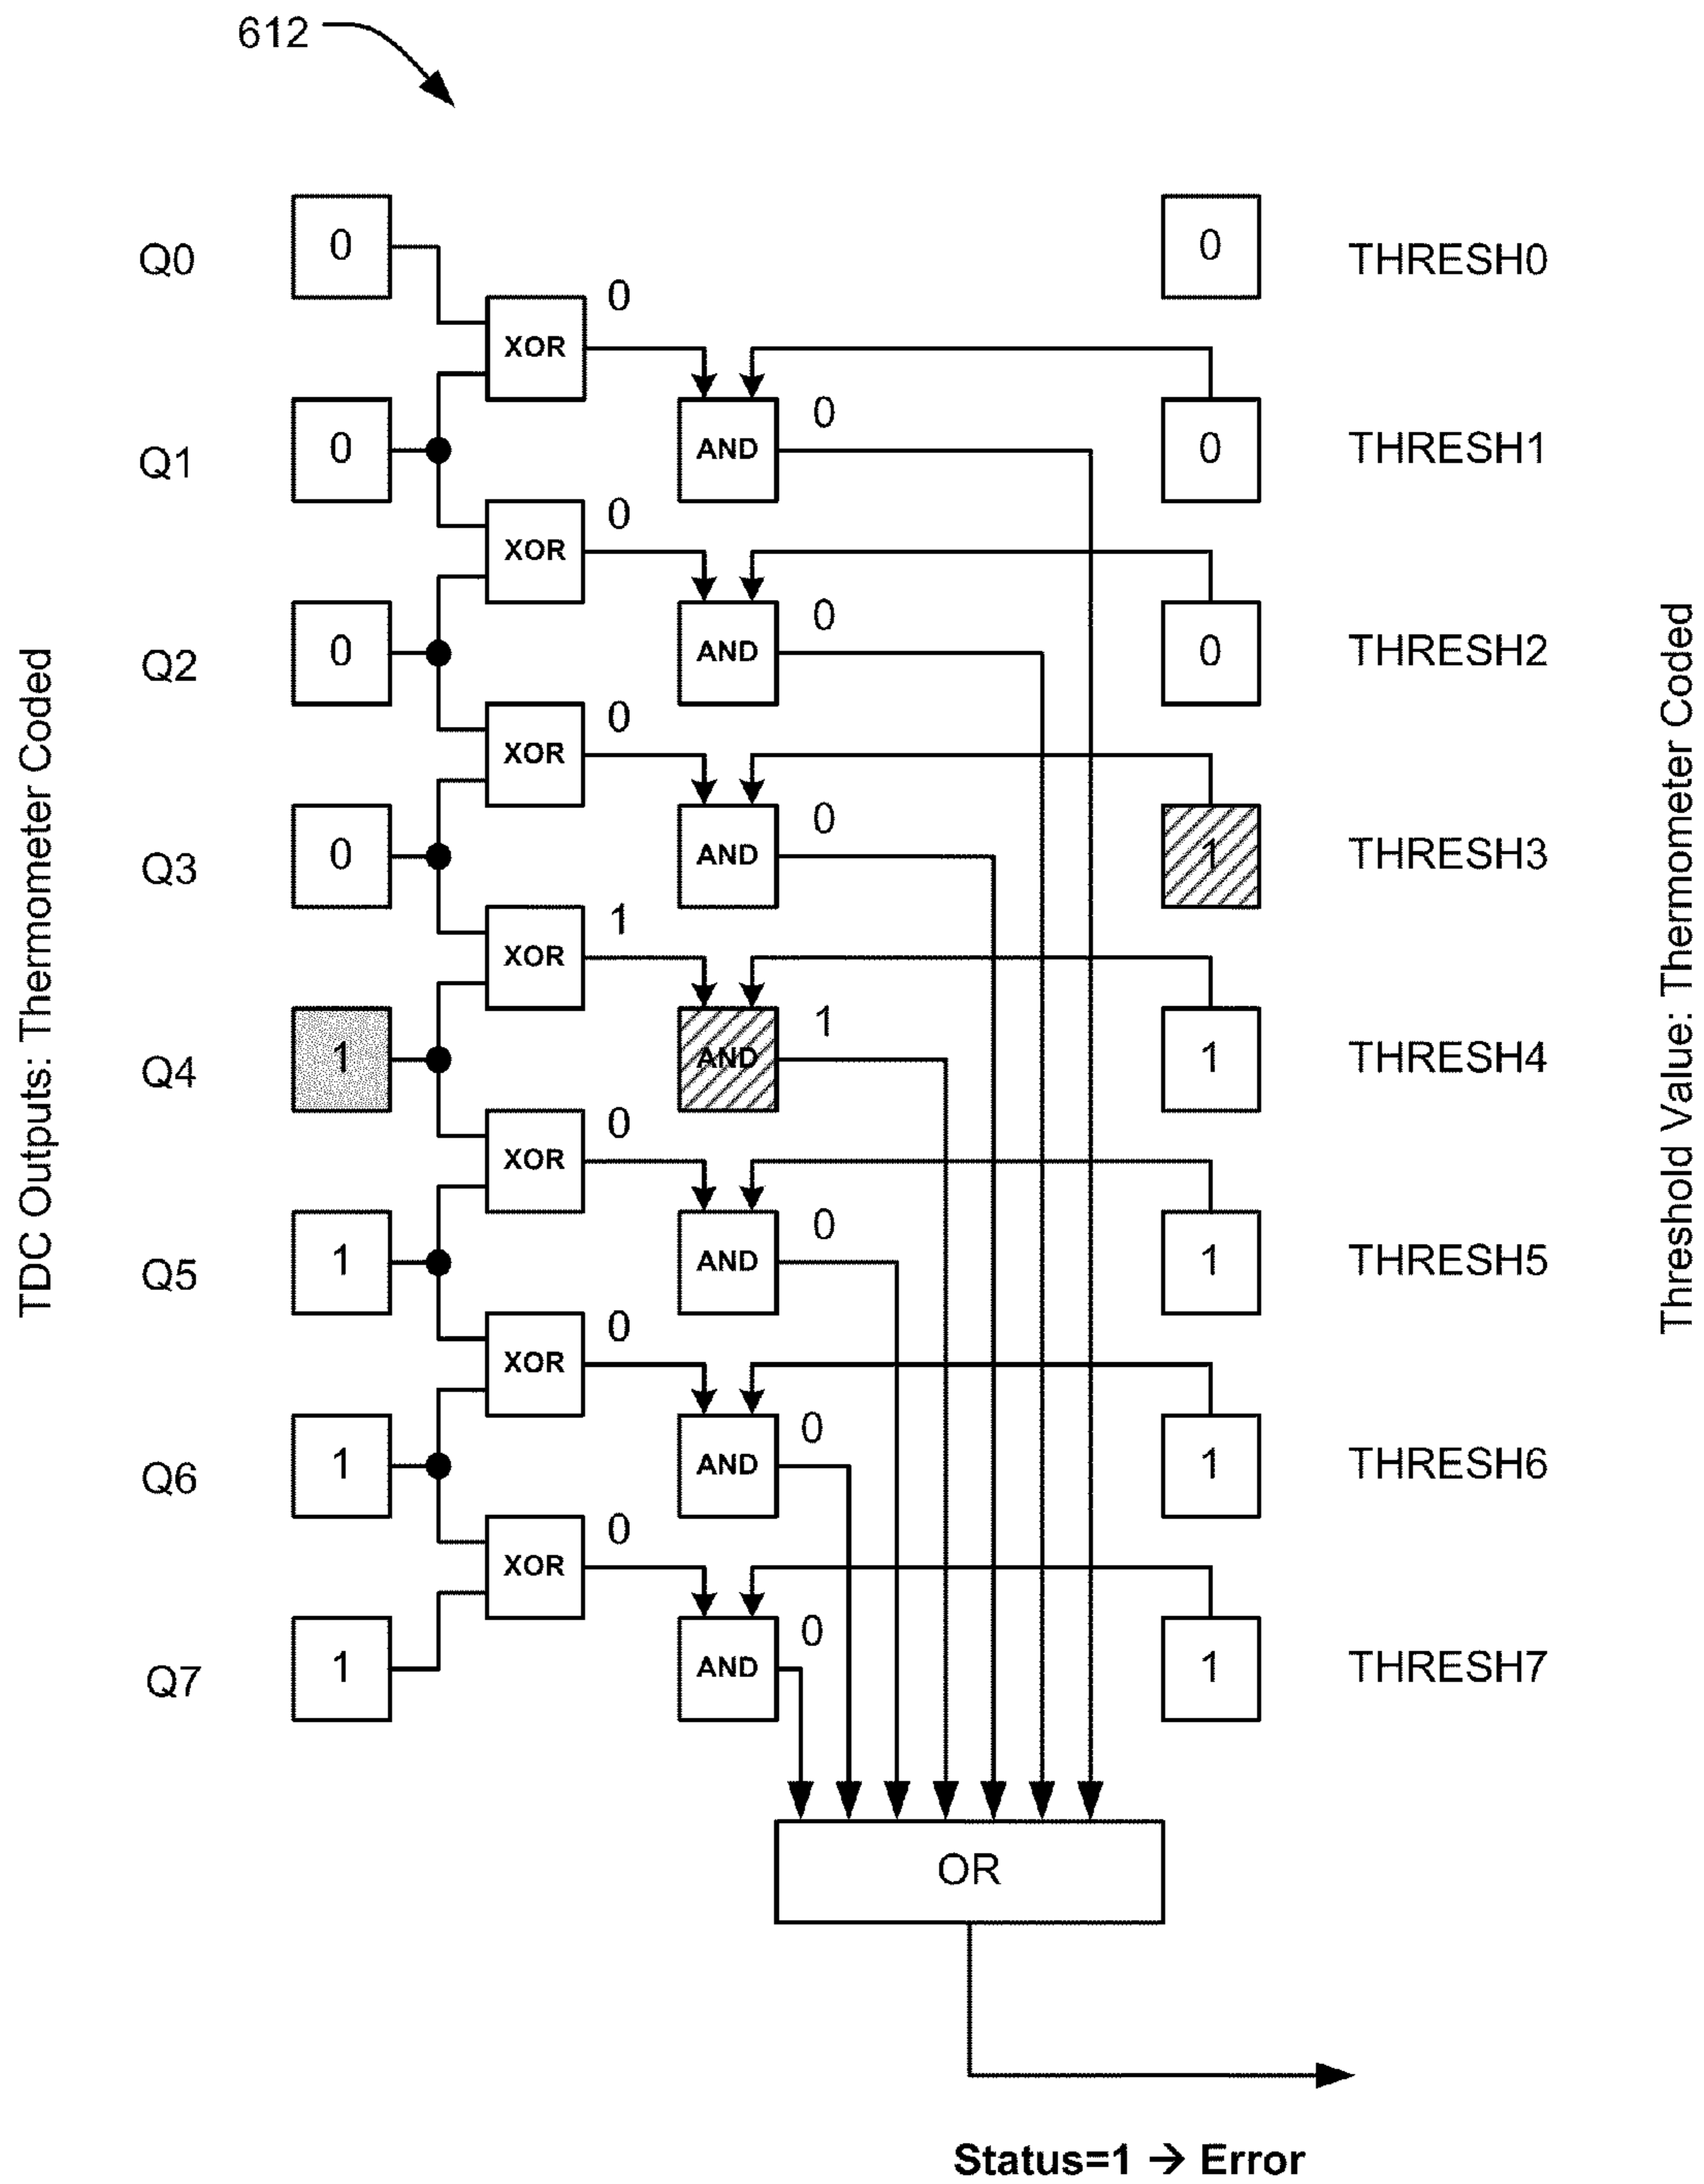 612
Q0 0 0 THRESH0
XOR 0
Q1 0 AND 0 0 THRESH1
XOR 0
Q2 0 AND 0 0 THRESH2
XOR 0
Q3 0 AND 0 1 THRESH3
XOR 1
Q4 1 AND 1 1 THRESH4
XOR 0
Q5 1 AND 0 1 THRESH5
XOR 0
Q6 1 AND 0 1 THRESH6
XOR 0
Q7 1 AND 0 1 THRESH7
OR
Status=1 → Error
TDC Outputs: Thermometer Coded
Threshold Value: Thermometer Coded